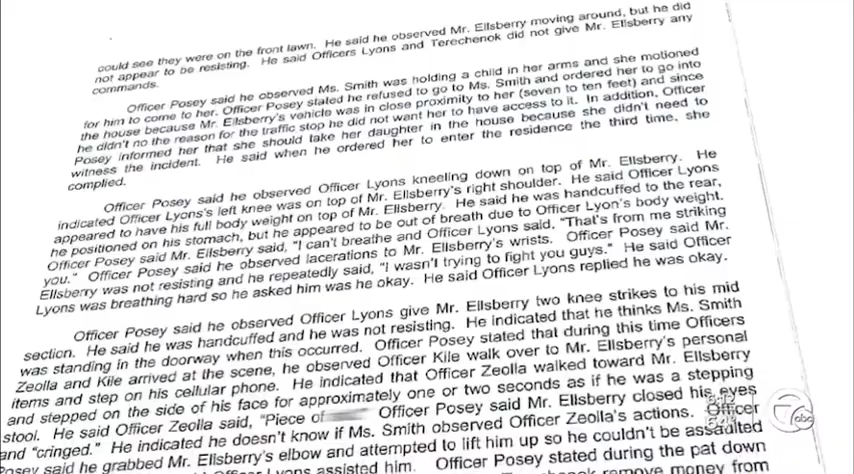 could see they were on the front lawn. He said he observed Mr. Ellsberry moving around, but he did
not appear to be resisting. He said Officers Lyons and Terechenok did not give Mr. Ellsberry any
commands.
Officer Posey said he observed Ms. Smith was holding a child in her arms and she motioned
for him to come to her. Officer Posey stated he refused to go to Ms. Smith and ordered her to go into
the house because Mr. Ellsberry's vehicle was in close proximity to her (seven to ten feet) and since
he didn't no the reason for the traffic stop he did not want her to have access to it. In addition, Officer
Posey informed her that she should take her daughter in the house because she didn't need to
witness the incident. He said when he ordered her to enter the residence the third time, she
complied.
Officer Posey said he observed Officer Lyons kneeling down on top of Mr. Ellsberry. He
indicated Officer Lyons's left knee was on top of Mr. Ellsberry's right shoulder. He said Officer Lyons
appeared to have his full body weight on top of Mr. Ellsberry. He said he was handcuffed to the rear,
he positioned on his stomach, but he appeared to be out of breath due to Officer Lyon's body weight.
Officer Posey said Mr. Ellsberry said, "I can't breathe and Officer Lyons said, "That's from me striking
you." Officer Posey said he observed lacerations to Mr. Ellsberry's wrists. Officer Posey said Mr.
Ellsberry was not resisting and he repeatedly said, "I wasn't trying to fight you guys." He said Officer
Lyons was breathing hard so he asked him was he okay. He said Officer Lyons replied he was okay.
Officer Posey said he observed Officer Lyons give Mr. Ellsberry two knee strikes to his mid
section. He said he was handcuffed and he was not resisting. He indicated that he thinks Ms. Smith
was standing in the doorway when this occurred. Officer Posey stated that during this time Officers
Zeolla and Kile arrived at the scene, he observed Officer Kile walk over to Mr. Ellsberry's personal
items and step on his cellular phone. He indicated that Officer Zeolla walked toward Mr. Ellsberry
and stepped on the side of his face for approximately one or two seconds as if he was a stepping
stool. He said Officer Zeolla said, "Piece of Officer Posey said Mr. Ellsberry closed his eyes
and "cringed." He indicated he doesn't know if Ms. Smith observed Officer Zeolla's actions. Officer
Posey said he grabbed Mr. Ellsberry's elbow and attempted to lift him up so he couldn't be assaulted
Officer Lyons assisted him. Officer Posey stated during the pat down
remove money from
7 abc